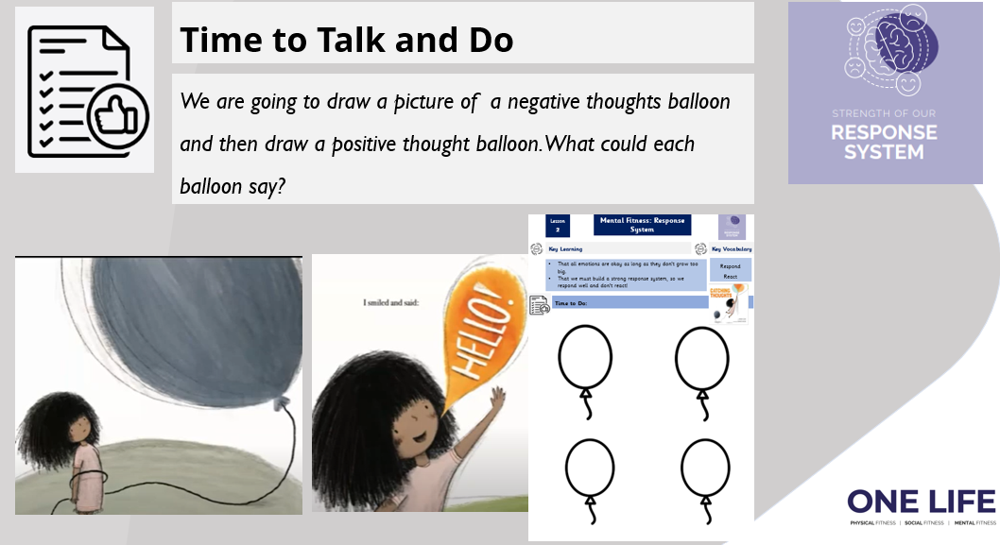 Time to Talk and Do
We are going to draw a picture of a negative thoughts balloon
and then draw a positive thought balloon. What could each
balloon say?
STRENGTH OF OUR
RESPONSE
SYSTEM
I smiled and said:
HELLO!
Lesson
2
Mental Fitness: Response
System
Key Learning
Key Vocabulary
• That all emotions are okay as long as they don't grow too
big.
• That we must build a strong response system, so we
respond well and don't react!
Respond
React
Time to Do:
CATCHING
THOUGHTS
ONE LIFE
PHYSICAL FITNESS | SOCIAL FITNESS | MENTAL FITNESS